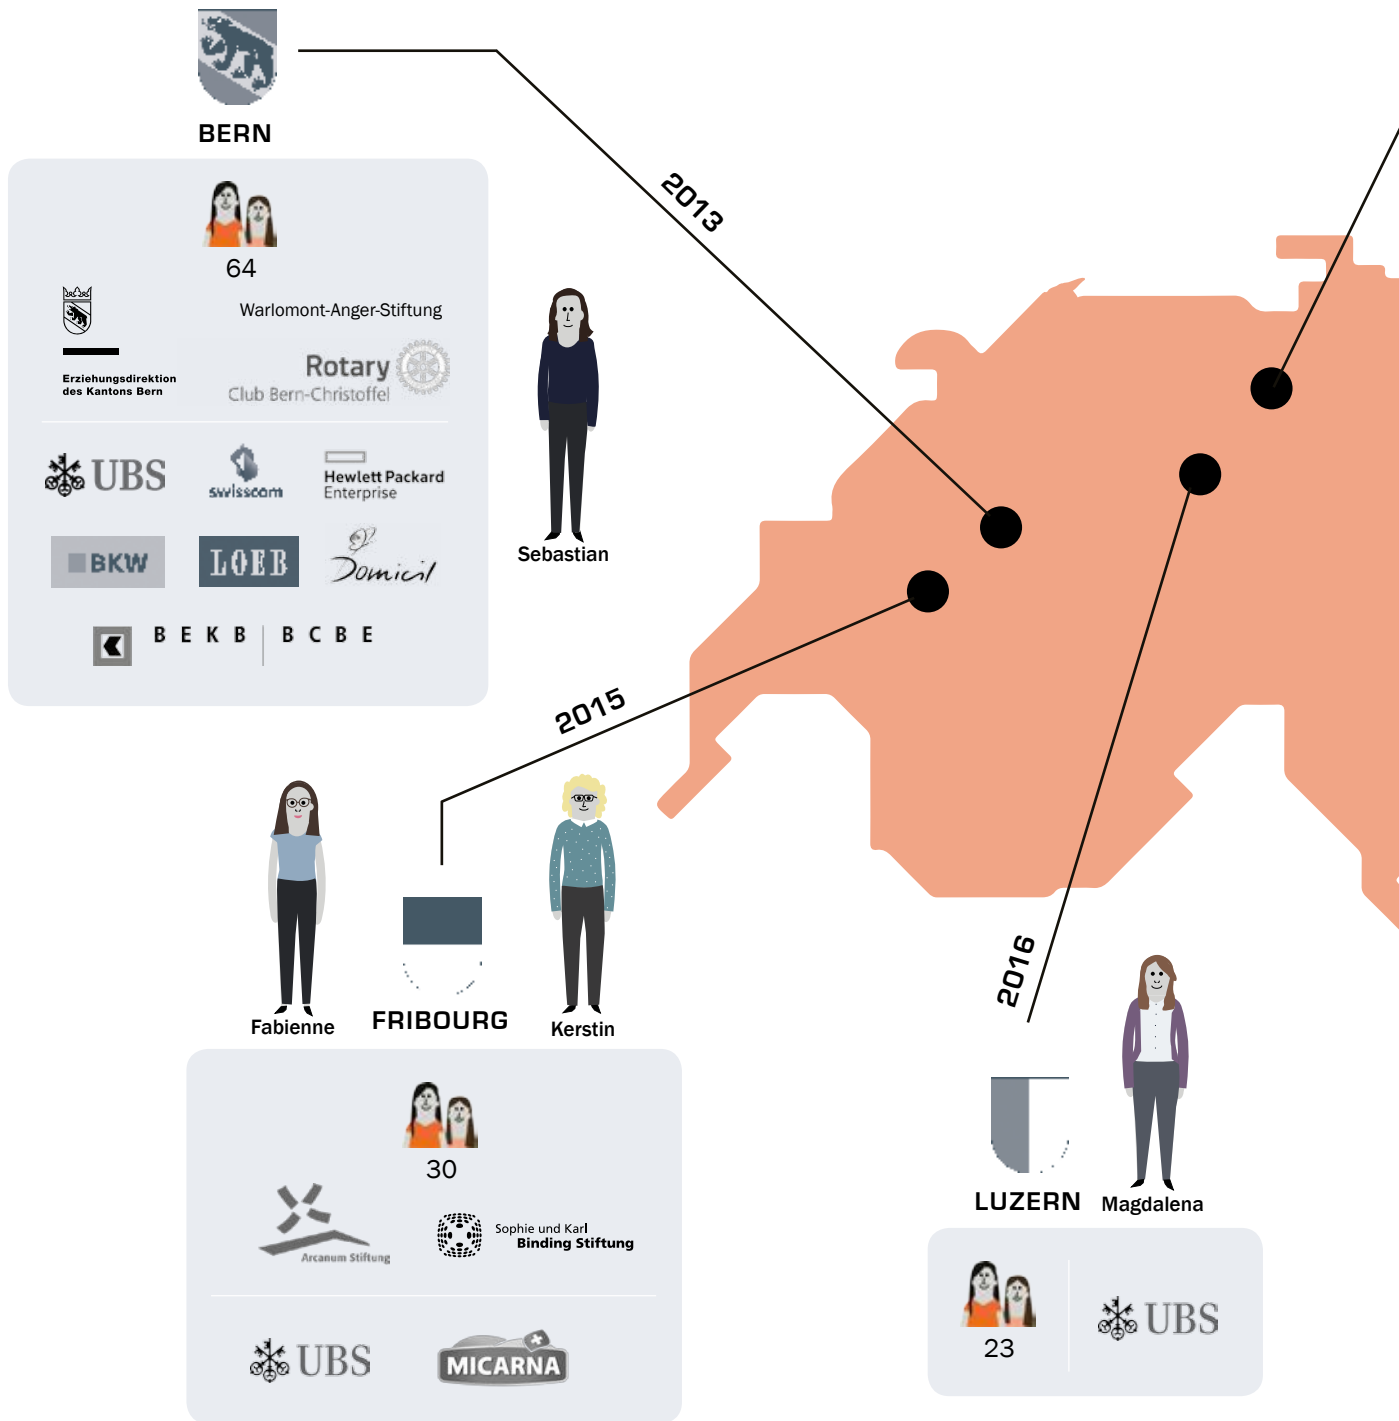 BERN
2013
64
Warlomont-Anger-Stiftung
Erziehungsdirektion
des Kantons Bern
Rotary
Club Bern-Christoffel
UBS
swisscom
Hewlett Packard
Enterprise
BKW
LOEB
Domicil
BEKB | BCBE
Sebastian
2015
Fabienne
FRIBOURG
Kerstin
30
Arcanum Stiftung
Sophie und Karl
Binding Stiftung
UBS
MICARNA
2016
LUZERN
Magdalena
23
UBS